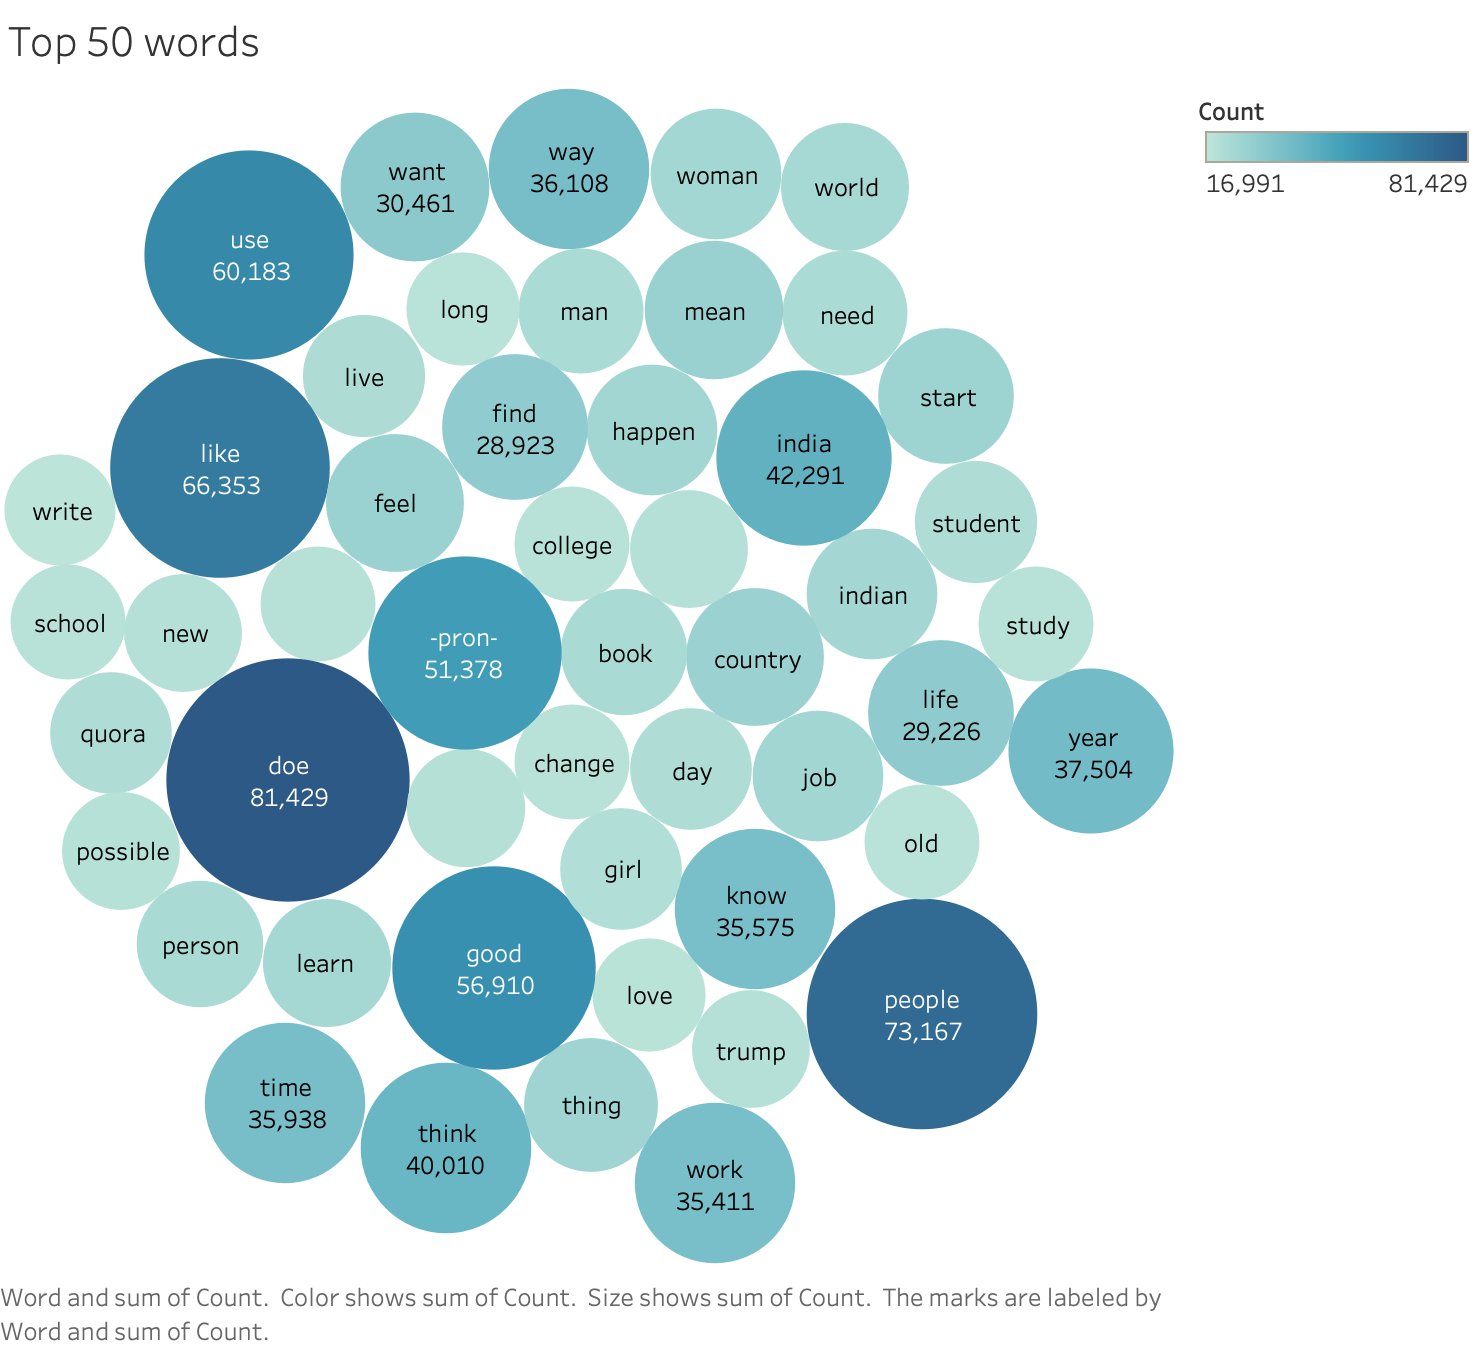 Top 50 words
Count
16,991 81,429
way
36,108
want
30,461
woman
world
use
60,183
long
man
mean
need
live
start
find
28,923
happen
india
42,291
like
66,353
feel
write
student
college
indian
school
new
study
-pron-
51,378
book
country
life
29,226
quora
year
37,504
doe
81,429
change
day
job
possible
old
girl
know
35,575
person
learn
good
56,910
love
people
73,167
trump
time
35,938
think
40,010
thing
work
35,411
Word and sum of Count. Color shows sum of Count. Size shows sum of Count. The marks are labeled by
Word and sum of Count.